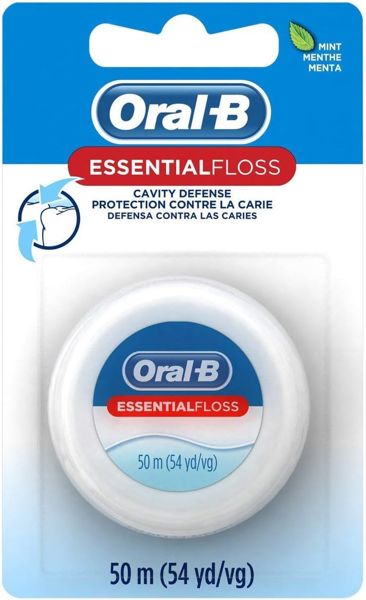 MINT
MENTHE
MENTA
Oral-B
ESSENTIALFLOSS
CAVITY DEFENSE
PROTECTION CONTRE LA CARIE
DEFENSA CONTRA LAS CARIES
Oral-B
ESSENTIALFLOSS
50 m (54 yd/vg)
50 m (54 yd/vg)